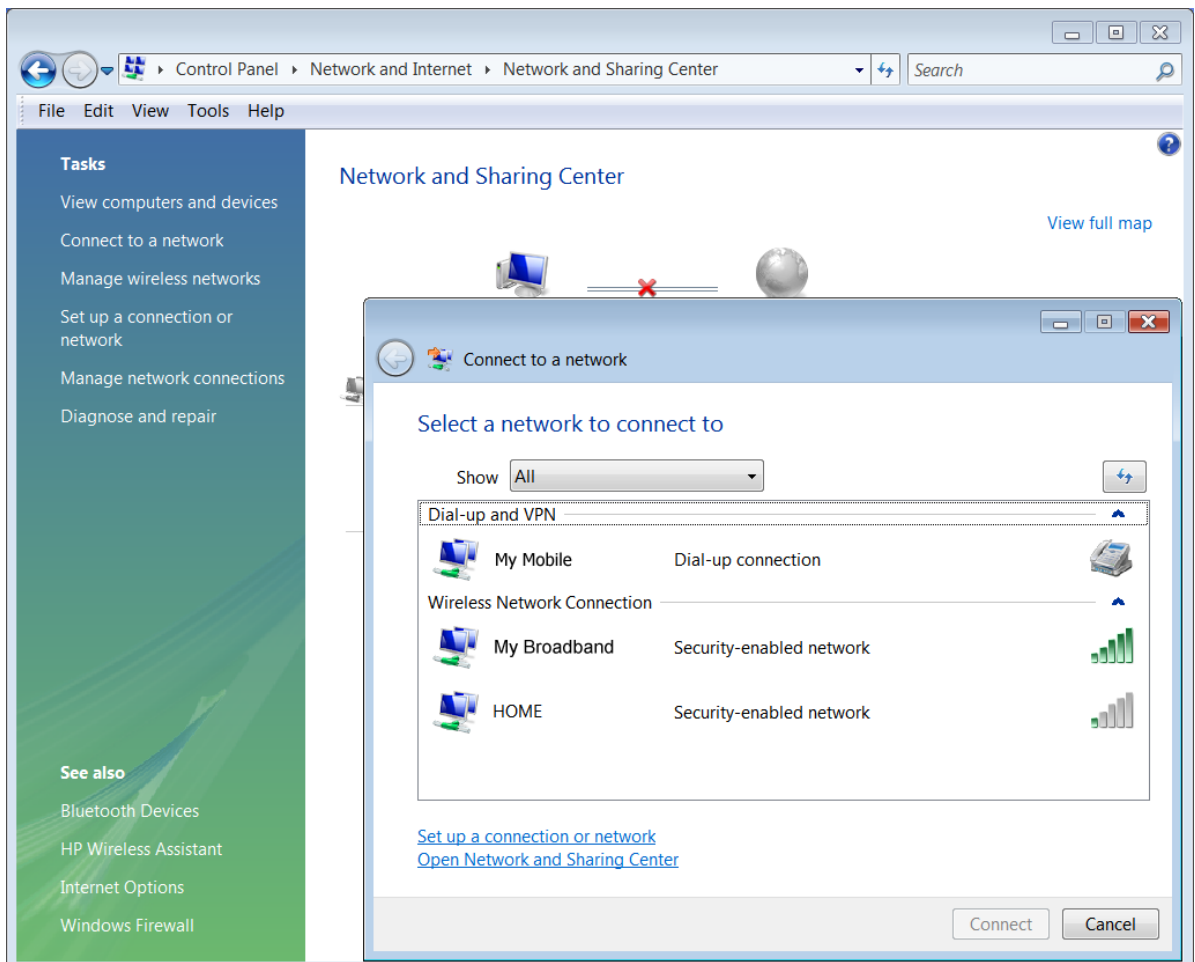 Control Panel Network and Internet Network and Sharing Center Search
File Edit View Tools Help
Tasks
View computers and devices
Connect to a network
Manage wireless networks
Set up a connection or
network
Manage network connections
Diagnose and repair
See also
Bluetooth Devices
HP Wireless Assistant
Internet Options
Windows Firewall
Network and Sharing Center
View full map
Connect to a network
Select a network to connect to
Show All
Dial-up and VPN
My Mobile Dial-up connection
Wireless Network Connection
My Broadband Security-enabled network
HOME Security-enabled network
Set up a connection or network
Open Network and Sharing Center
Connect Cancel